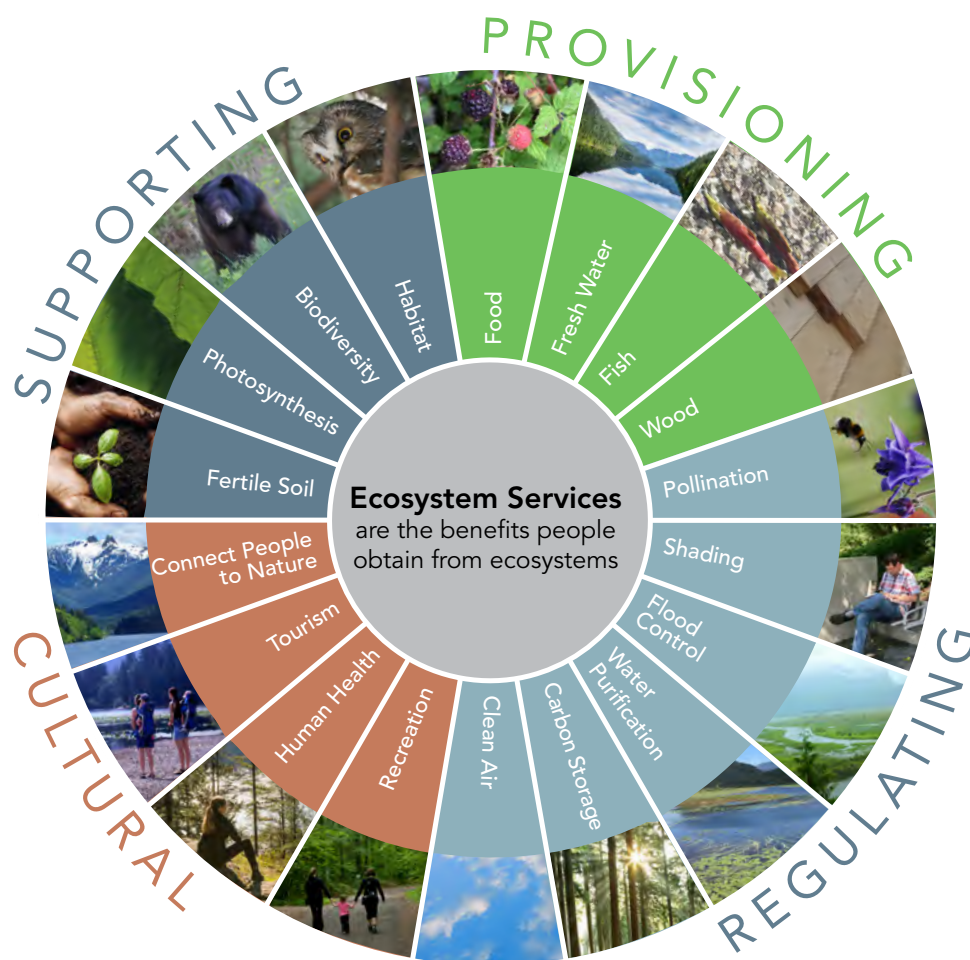 PROVISIONING
SUPPORTING
Habitat
Food
Fresh Water
Fish
Wood
Biodiversity
Photosynthesis
Fertile Soil
Pollination
Ecosystem Services
are the benefits people
obtain from ecosystems
Connect People
to Nature
Tourism
Human Health
Recreation
Clean Air
Carbon Storage
Water
Purification
Flood
Control
Shading
CULTURAL
REGULATING